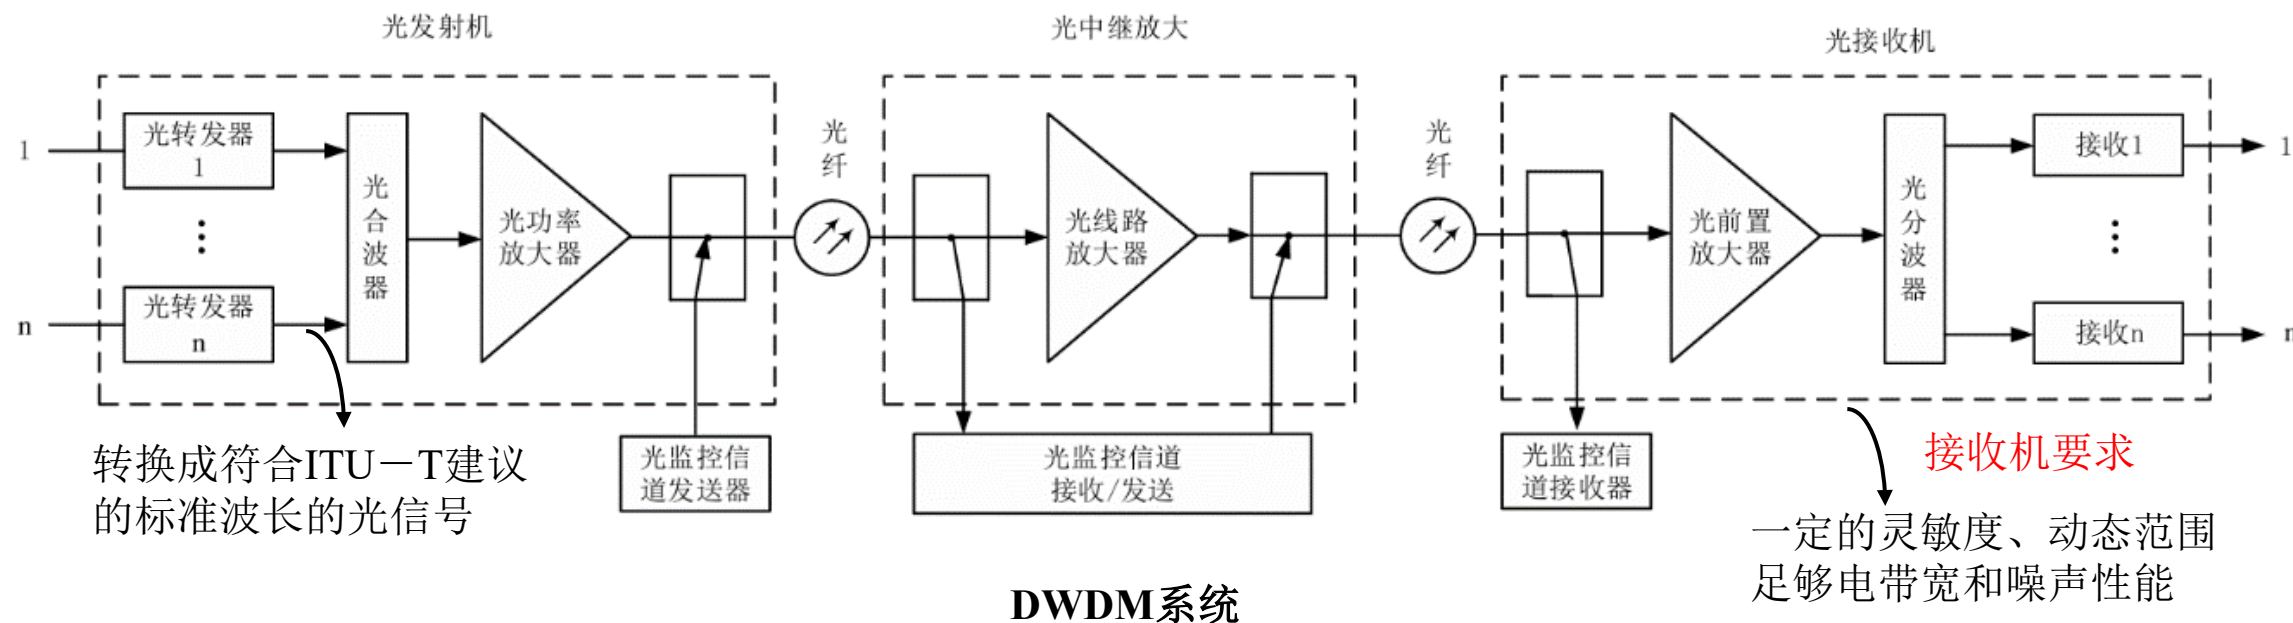 光发射机
光中继放大
光接收机
1
光转发器
1
⋮
n
光转发器
n
光合波器
光功率
放大器
光纤
光线路
放大器
光纤
光前置
放大器
光分波器
接收1
1
⋮
接收n
n
光监控信
道发送器
光监控信道
接收/发送
光监控信
道接收器
转换成符合ITU－T建议
的标准波长的光信号
接收机要求
一定的灵敏度、动态范围
足够电带宽和噪声性能
DWDM系统